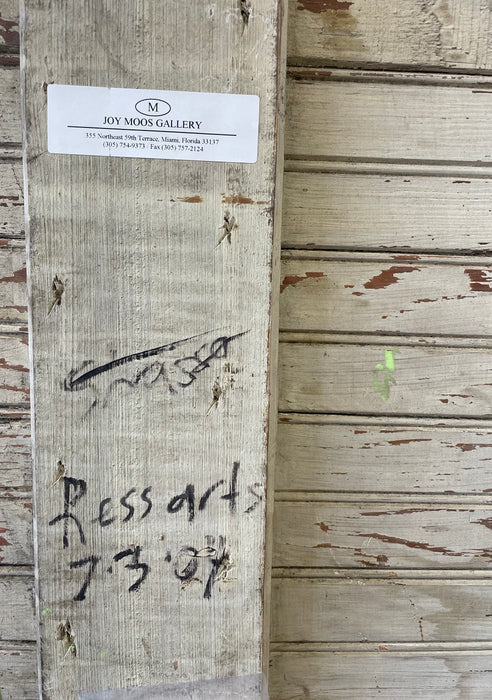 M
JOY MOOS GALLERY
355 Northeast 59th Terrace, Miami, Florida 33137
(305) 754-9373 / Fax (305) 757-2124
Ressarts
7.3.04